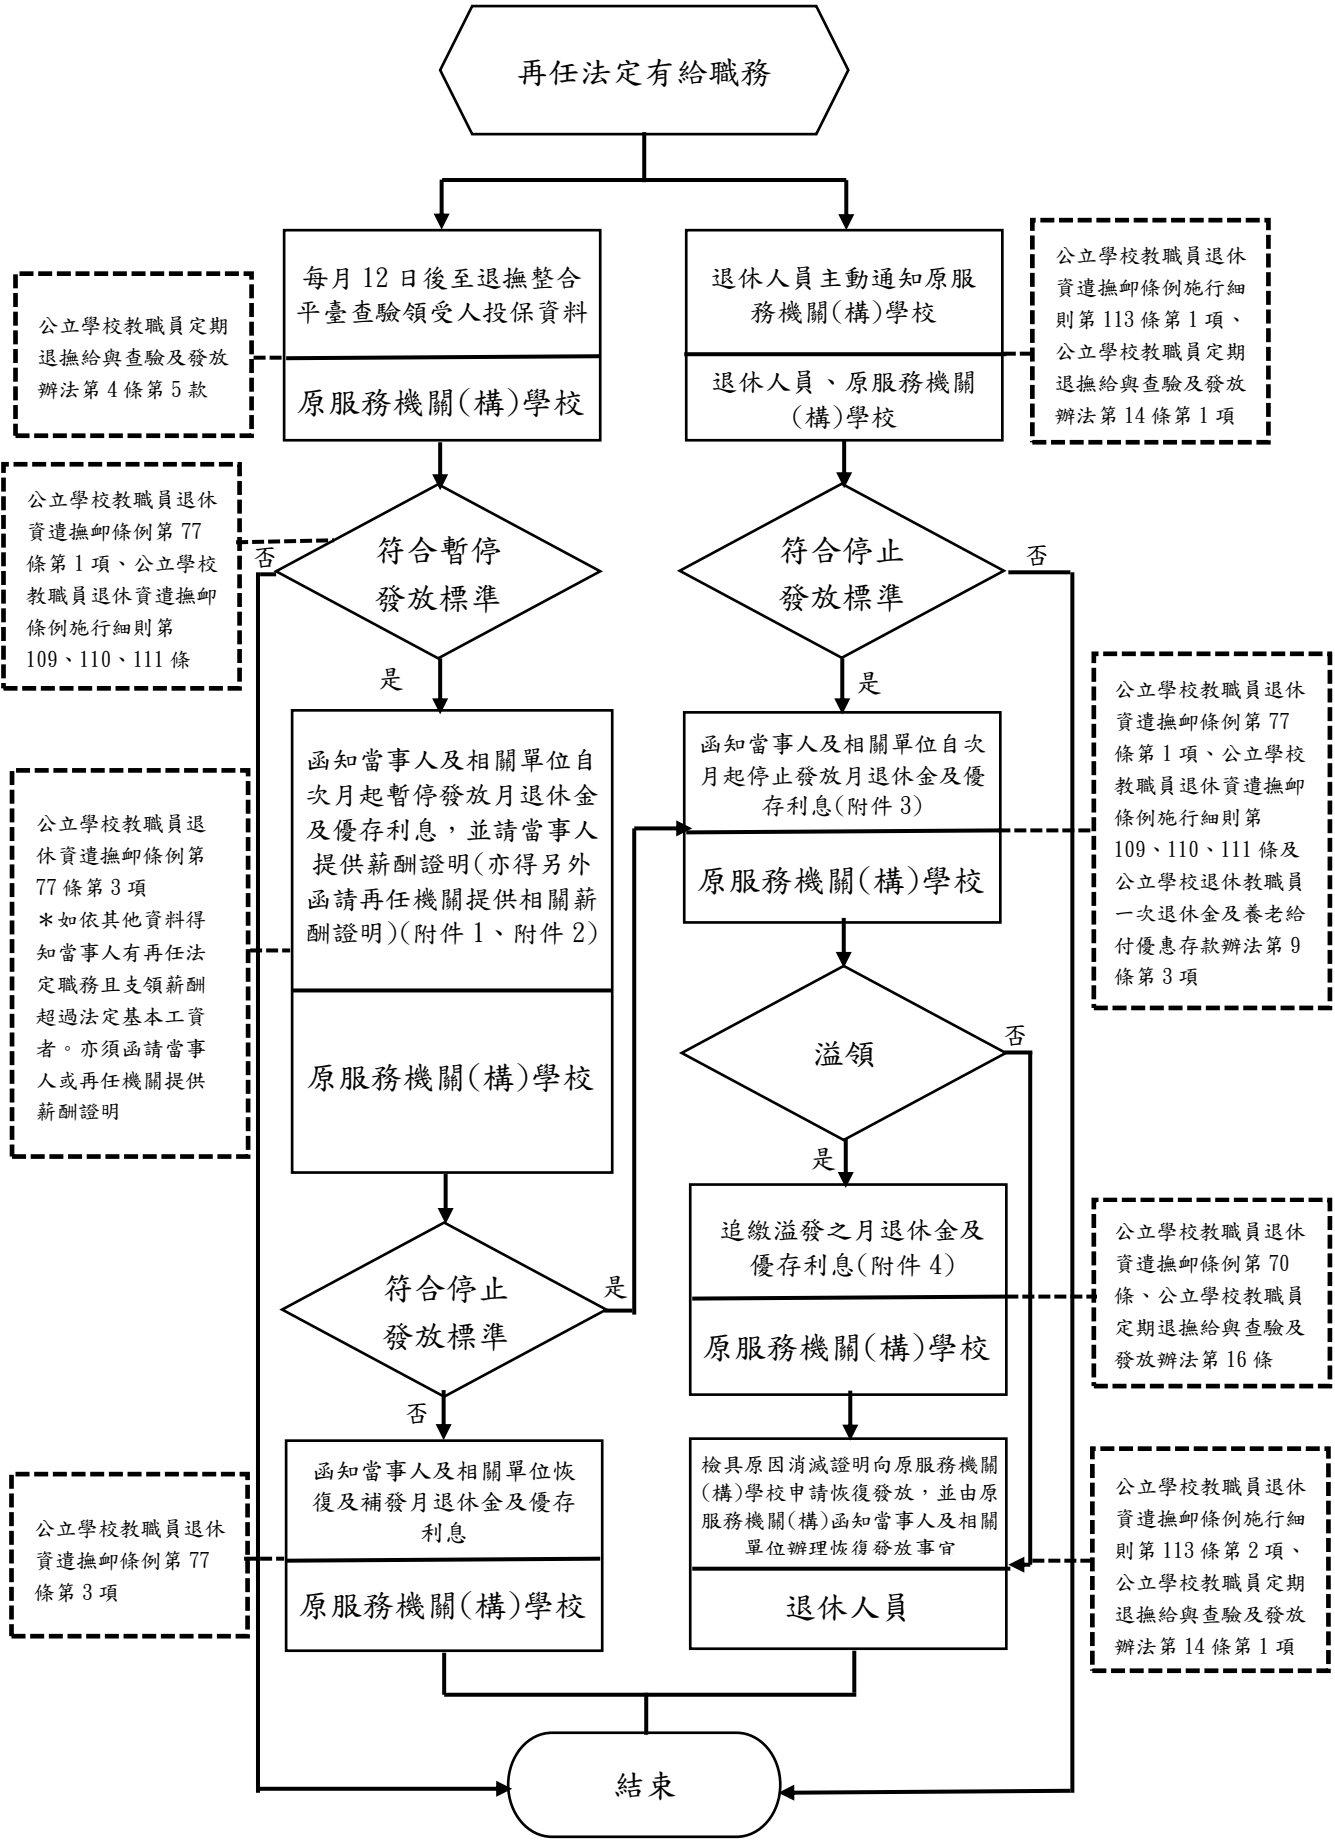 再任法定有給職務
每月 12 日後至退撫整合
平臺查驗領受人投保資料
原服務機關(構)學校
退休人員主動通知原服
務機關(構)學校
退休人員、原服務機關
(構)學校
公立學校教職員退休
資遣撫卹條例施行細
則第 113 條第 1 項、
公立學校教職員定期
退撫給與查驗及發放
辦法第 14 條第 1 項
公立學校教職員定期
退撫給與查驗及發放
辦法第 4 條第 5 款
公立學校教職員退休
資遣撫卹條例第 77
條第 1 項、公立學校
教職員退休資遣撫卹
條例施行細則第
109、110、111 條
否
符合暫停
發放標準
是
符合停止
發放標準
否
是
函知當事人及相關單位自
次月起暫停發放月退休金
及優存利息，並請當事人
提供薪酬證明(亦得另外
函請再任機關提供相關薪
酬證明)(附件 1、附件 2)
原服務機關(構)學校
公立學校教職員退
休資遣撫卹條例第
77 條第 3 項
＊如依其他資料得
知當事人有再任法
定職務且支領薪酬
超過法定基本工資
者。亦須函請當事
人或再任機關提供
薪酬證明
函知當事人及相關單位自次
月起停止發放月退休金及優
存利息(附件 3)
原服務機關(構)學校
公立學校教職員退休
資遣撫卹條例第 77
條第 1 項、公立學校
教職員退休資遣撫卹
條例施行細則第
109、110、111 條及
公立學校退休教職員
一次退休金及養老給
付優惠存款辦法第 9
條第 3 項
溢領
否
是
追繳溢發之月退休金及
優存利息(附件 4)
原服務機關(構)學校
公立學校教職員退休
資遣撫卹條例第 70
條、公立學校教職員
定期退撫給與查驗及
發放辦法第 16 條
符合停止
發放標準
是
否
函知當事人及相關單位恢
復及補發月退休金及優存
利息
原服務機關(構)學校
公立學校教職員退休
資遣撫卹條例第 77
條第 3 項
檢具原因消滅證明向原服務機關
(構)學校申請恢復發放，並由原
服務機關(構)函知當事人及相關
單位辦理恢復發放事宜
退休人員
公立學校教職員退休
資遣撫卹條例施行細
則第 113 條第 2 項、
公立學校教職員定期
退撫給與查驗及發放
辦法第 14 條第 1 項
結束